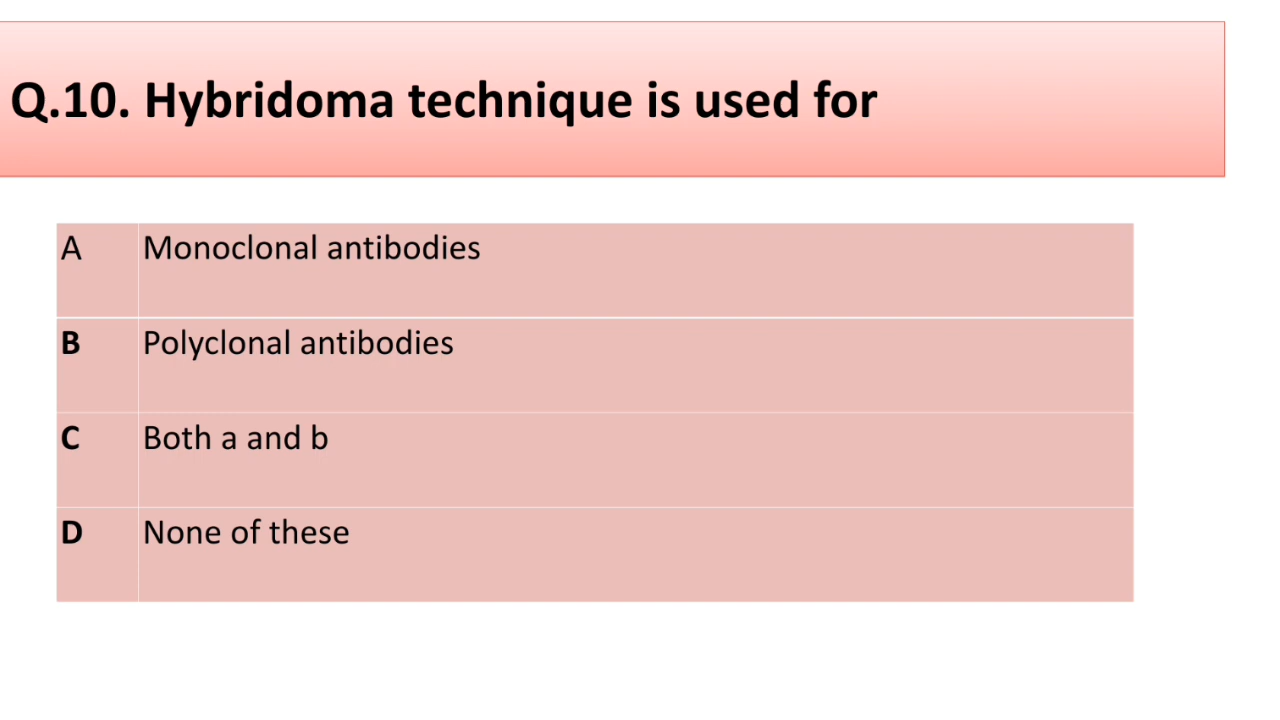 Q.10. Hybridoma technique is used for
A Monoclonal antibodies
B Polyclonal antibodies
C Both a and b
D None of these